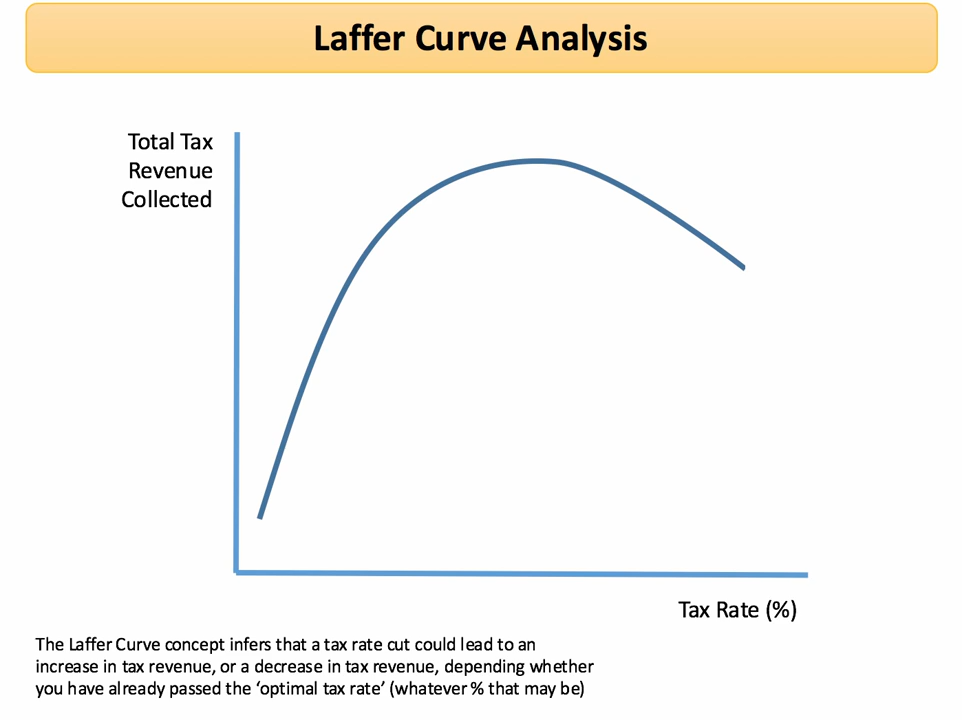 Laffer Curve Analysis
Total Tax
Revenue
Collected
Tax Rate (%)
The Laffer Curve concept infers that a tax rate cut could lead to an
increase in tax revenue, or a decrease in tax revenue, depending whether
you have already passed the ‘optimal tax rate’ (whatever % that may be)